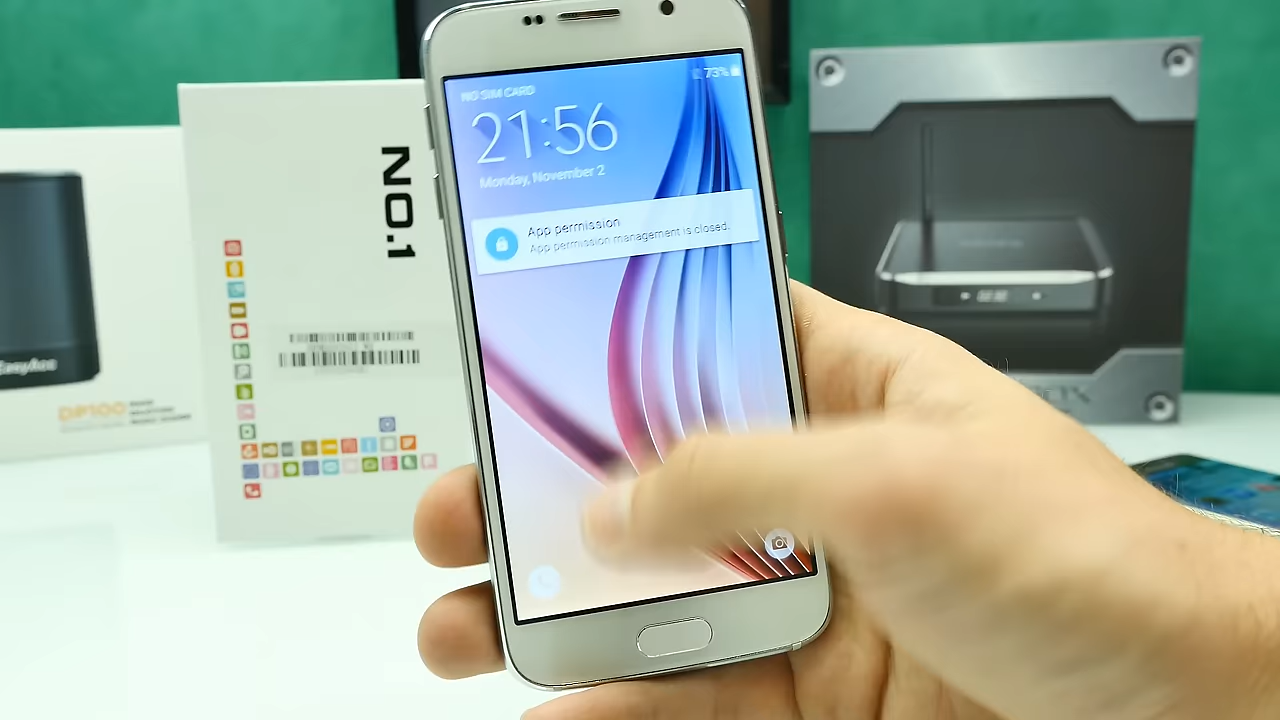 73%
NO SIM CARD
21:56
Monday, November 2
App permission
App permission management is closed.
NO.1
EasyAcc
DP100